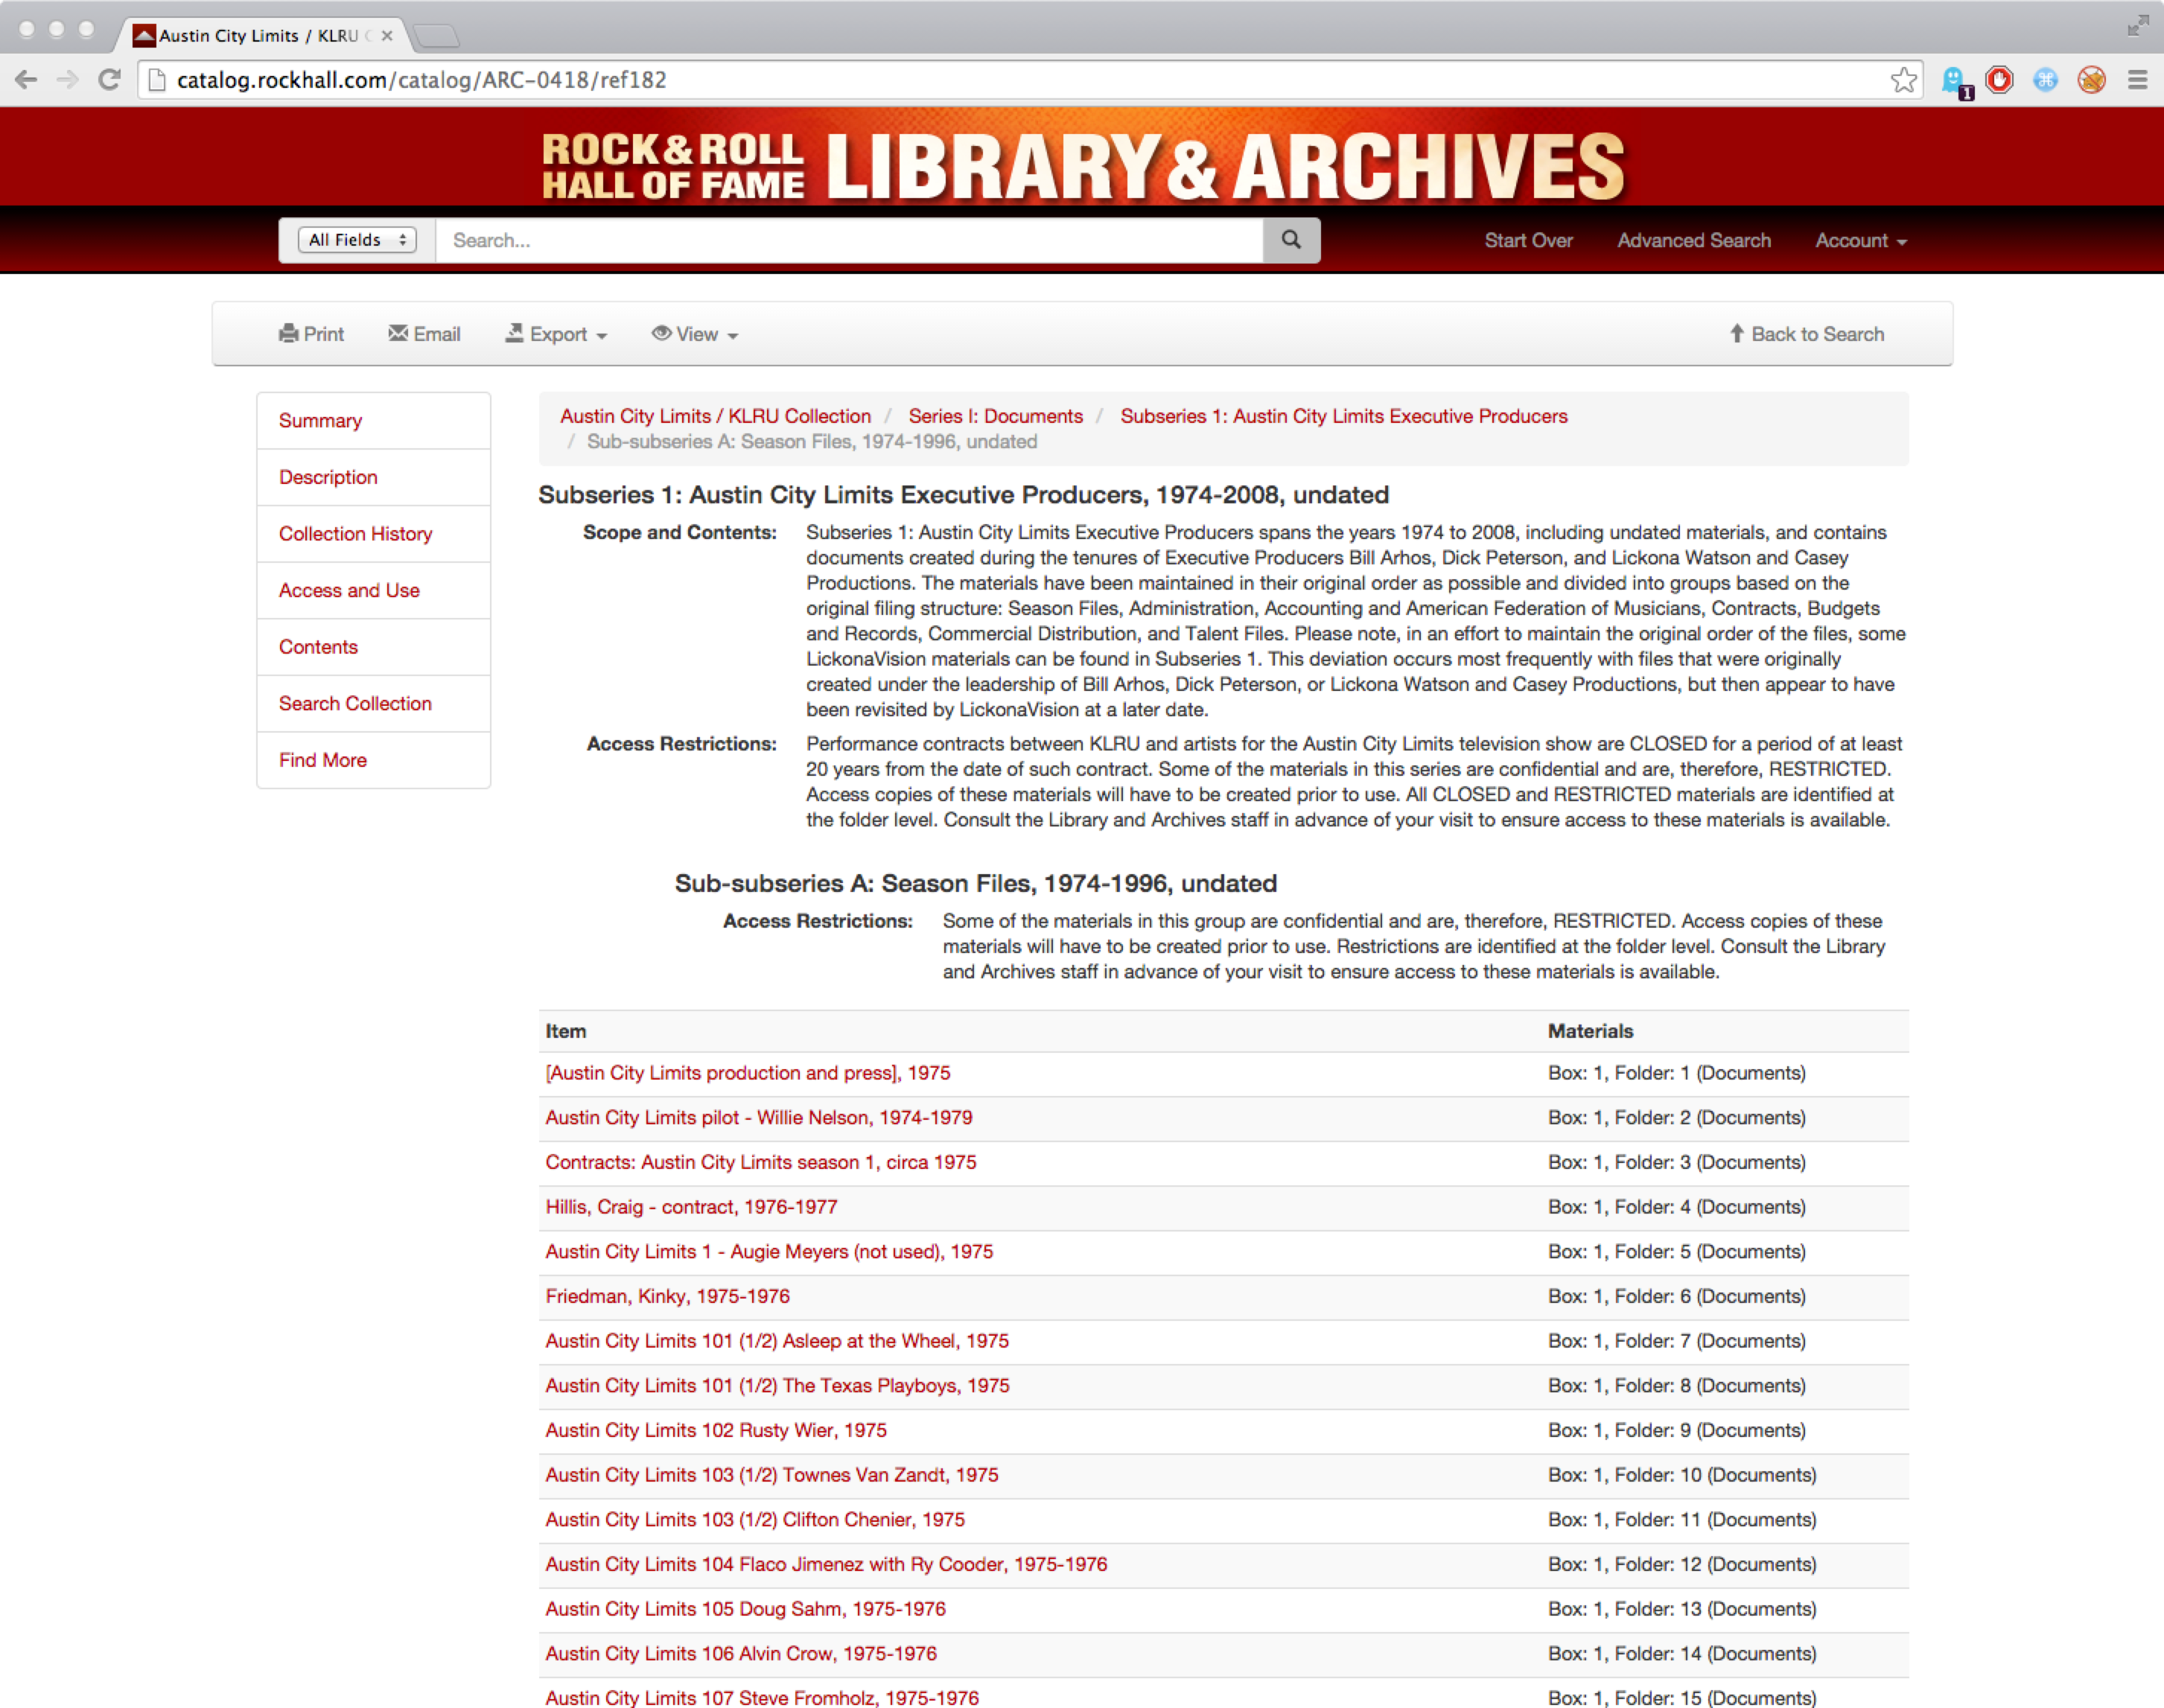 Austin City Limits / KLRU C
catalog.rockhall.com/catalog/ARC-0418/ref182
1
ROCK & ROLL
HALL OF FAME
LIBRARY & ARCHIVES
All Fields
Search...
Start Over
Advanced Search
Account
Print
Email
Export
View
Back to Search
Summary
Description
Collection History
Access and Use
Contents
Search Collection
Find More
Austin City Limits / KLRU Collection / Series I: Documents / Subseries 1: Austin City Limits Executive Producers
/ Sub-subseries A: Season Files, 1974-1996, undated
Subseries 1: Austin City Limits Executive Producers, 1974-2008, undated
Scope and Contents: Subseries 1: Austin City Limits Executive Producers spans the years 1974 to 2008, including undated materials, and contains
documents created during the tenures of Executive Producers Bill Arhos, Dick Peterson, and Lickona Watson and Casey
Productions. The materials have been maintained in their original order as possible and divided into groups based on the
original filing structure: Season Files, Administration, Accounting and American Federation of Musicians, Contracts, Budgets
and Records, Commercial Distribution, and Talent Files. Please note, in an effort to maintain the original order of the files, some
LickonaVision materials can be found in Subseries 1. This deviation occurs most frequently with files that were originally
created under the leadership of Bill Arhos, Dick Peterson, or Lickona Watson and Casey Productions, but then appear to have
been revisited by LickonaVision at a later date.
Access Restrictions: Performance contracts between KLRU and artists for the Austin City Limits television show are CLOSED for a period of at least
20 years from the date of such contract. Some of the materials in this series are confidential and are, therefore, RESTRICTED.
Access copies of these materials will have to be created prior to use. All CLOSED and RESTRICTED materials are identified at
the folder level. Consult the Library and Archives staff in advance of your visit to ensure access to these materials is available.
Sub-subseries A: Season Files, 1974-1996, undated
Access Restrictions: Some of the materials in this group are confidential and are, therefore, RESTRICTED. Access copies of these
materials will have to be created prior to use. Restrictions are identified at the folder level. Consult the Library
and Archives staff in advance of your visit to ensure access to these materials is available.
Item Materials
[Austin City Limits production and press], 1975 Box: 1, Folder: 1 (Documents)
Austin City Limits pilot - Willie Nelson, 1974-1979 Box: 1, Folder: 2 (Documents)
Contracts: Austin City Limits season 1, circa 1975 Box: 1, Folder: 3 (Documents)
Hillis, Craig - contract, 1976-1977 Box: 1, Folder: 4 (Documents)
Austin City Limits 1 - Augie Meyers (not used), 1975 Box: 1, Folder: 5 (Documents)
Friedman, Kinky, 1975-1976 Box: 1, Folder: 6 (Documents)
Austin City Limits 101 (1/2) Asleep at the Wheel, 1975 Box: 1, Folder: 7 (Documents)
Austin City Limits 101 (1/2) The Texas Playboys, 1975 Box: 1, Folder: 8 (Documents)
Austin City Limits 102 Rusty Wier, 1975 Box: 1, Folder: 9 (Documents)
Austin City Limits 103 (1/2) Townes Van Zandt, 1975 Box: 1, Folder: 10 (Documents)
Austin City Limits 103 (1/2) Clifton Chenier, 1975 Box: 1, Folder: 11 (Documents)
Austin City Limits 104 Flaco Jimenez with Ry Cooder, 1975-1976 Box: 1, Folder: 12 (Documents)
Austin City Limits 105 Doug Sahm, 1975-1976 Box: 1, Folder: 13 (Documents)
Austin City Limits 106 Alvin Crow, 1975-1976 Box: 1, Folder: 14 (Documents)
Austin City Limits 107 Steve Fromholz, 1975-1976 Box: 1, Folder: 15 (Documents)